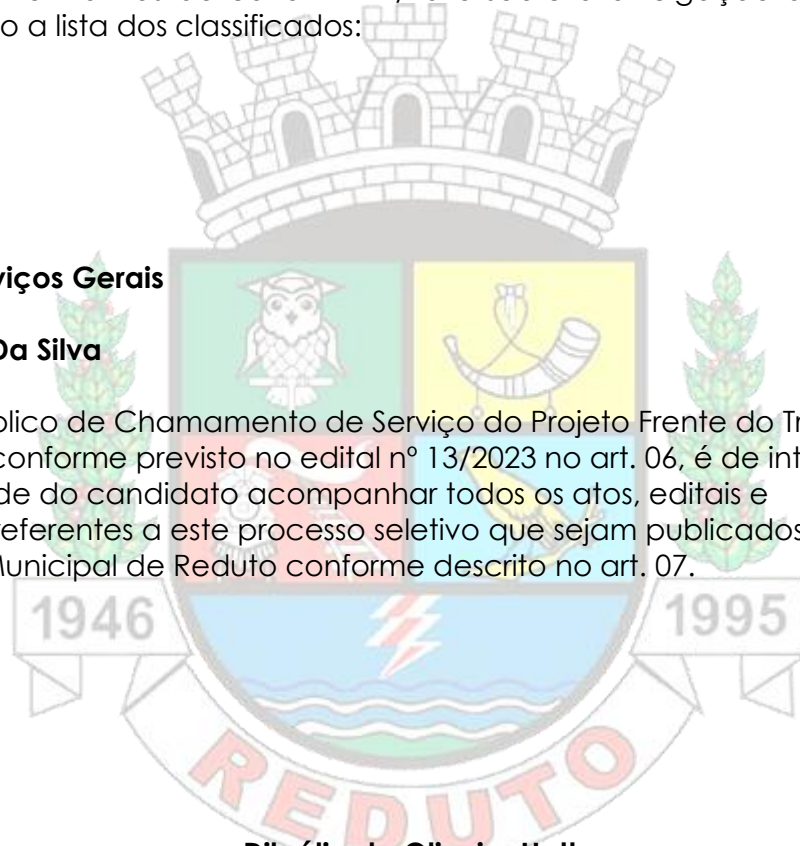 o a lista dos classificados:
viços Gerais
Da Silva
olico de Chamamento de Serviço do Projeto Frente do Tr
conforme previsto no edital nº 13/2023 no art. 06, é de int
de do candidato acompanhar todos os atos, editais e
referentes a este processo seletivo que sejam publicados
Municipal de Reduto conforme descrito no art. 07.
1946
1995
REDUTO